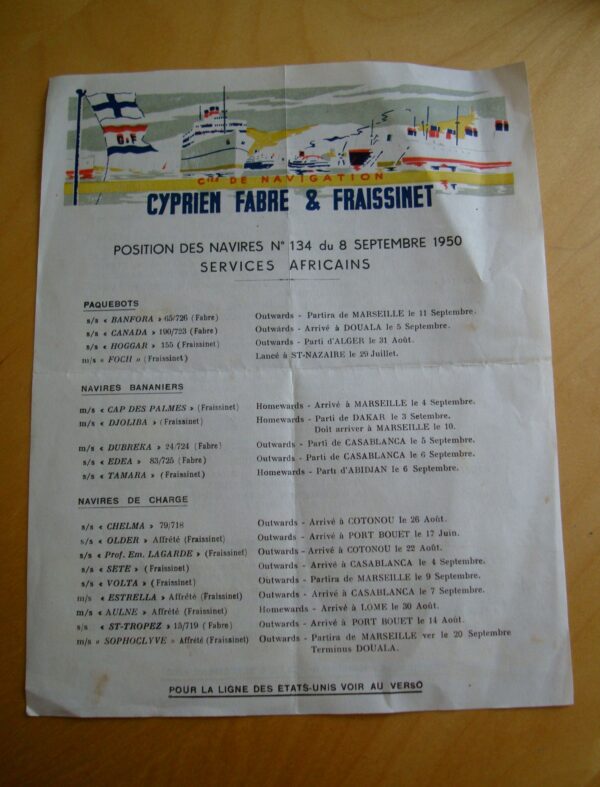 C & F
Cies DE NAVIGATION
CYPRIEN FABRE & FRAISSINET
POSITION DES NAVIRES N° 134 du 8 SEPTEMBRE 1950
SERVICES AFRICAINS
PAQUEBOTS
s/s « BANFORA » 65/726 (Fabre) Outwards - Partira de MARSEILLE le 11 Septembre.
s/s « CANADA » 190/723 (Fabre) Outwards - Arrivé à DOUALA le 5 Septembre.
s/s « HOGGAR » 155 (Fraissinet) Outwards - Parti d'ALGER le 31 Août.
m/s « FOCH » (Fraissinet) Lancé à ST-NAZAIRE le 29 Juillet.
NAVIRES BANANIERS
m/s « CAP DES PALMES » (Fraissinet) Homewards - Arrivé à MARSEILLE le 4 Septembre.
m/s « DJOLIBA » (Fraissinet) Homewards - Parti de DAKAR le 3 Setembre.
Doit arriver à MARSEILLE le 10.
m/s « DUBREKA » 24/724 (Fabre) Outwards - Parti de CASABLANCA le 5 Septembre.
s/s « EDEA » 83/725 (Fabre) Outwards - Parti de CASABLANCA le 6 Septembre.
s/s « TAMARA » (Fraissinet) Homewards - Parti d'ABIDJAN le 6 Septembre.
NAVIRES DE CHARGE
s/s « CHELMA » 79/718 Outwards - Arrivé à COTONOU le 26 Août.
s/s « OLDER » Affrété (Fraissinet) Outwards - Arrivé à PORT BOUET le 17 Juin.
s/s « Prof. Em. LAGARDE » (Fraissinet) Outwards - Arrivé à COTONOU le 22 Août.
s/s « SETE » (Fraissinet) Outwards - Arrivé à CASABLANCA le 4 Septembre.
s/s « VOLTA » (Fraissinet) Outwards - Partira de MARSEILLE le 9 Septembre.
m/s « ESTRELLA » Affrété (Fraissinet) Outwards - Arrivé à CASABLANCA le 7 Septembre.
m/s « AULNE » Affrété (Fraissinet) Homewards - Arrivé à LOME le 30 Août.
s/s « ST-TROPEZ » 15/719 (Fabre) Outwards - Arrivé à PORT BOUET le 14 Août.
m/s « SOPHOCLYVE » Affrété (Fraissinet) Outwards - Partira de MARSEILLE ver le 20 Septembre
Terminus DOUALA.
POUR LA LIGNE DES ETATS-UNIS VOIR AU VERSO